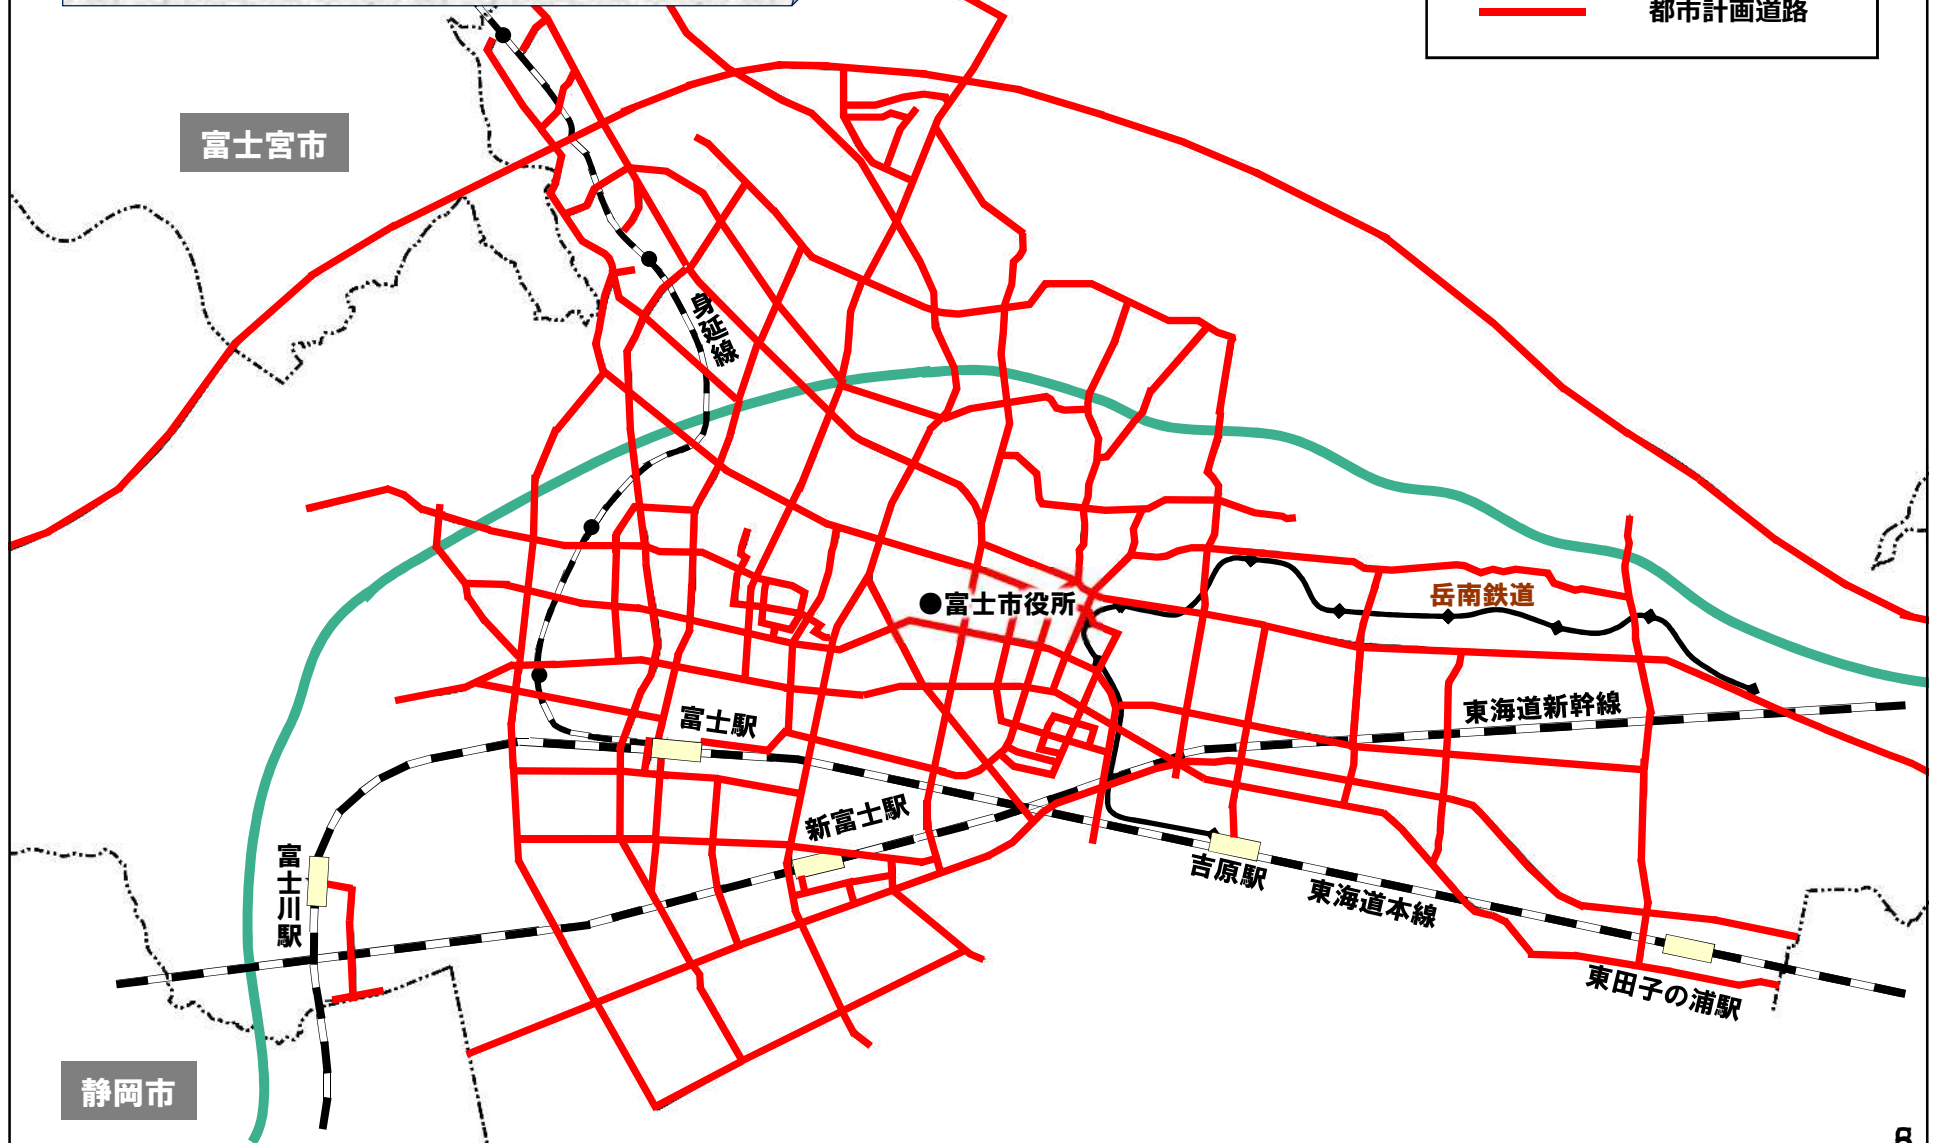 都市計画道路
富士宮市
身延線
●富士市役所
岳南鉄道
東海道新幹線
富士駅
新富士駅
富士川駅
吉原駅
東海道本線
東田子の浦駅
静岡市